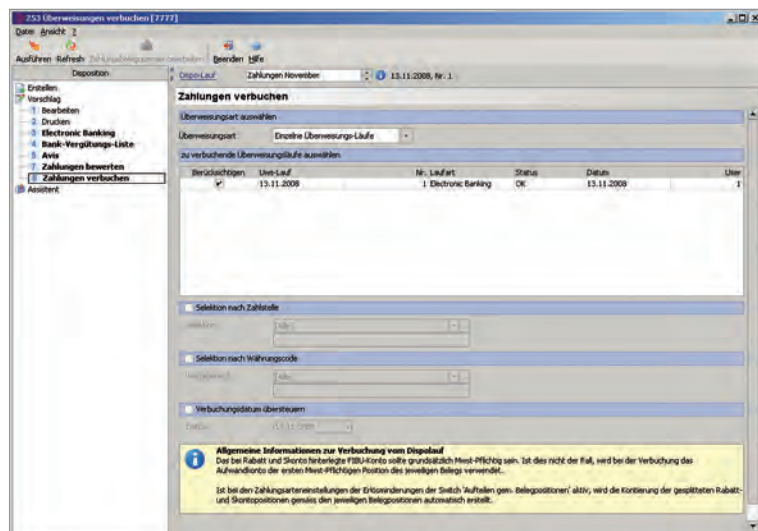 253 Überweisungen verbuchen [7777]
Datei Ansicht ?
Ausführen Refresh Beenden Hilfe
Disposition
Erstellen
Vorschlag
1 Bearbeiten
2 Drucken
3 Electronic Banking
4 Bank-Vergütungs-Liste
5 Avis
7 Zahlungen bewerten
8 Zahlungen verbuchen
Assistent
Dispo-Lauf Zahlungen November 13.11.2008, Nr. 1
Zahlungen verbuchen
Überweisungsart auswählen
Überweisungsart Einzelne Überweisungs-Läufe
zu verbuchende Überweisungsläufe auswählen
Berücksichtigen Uws-Lauf Nr. Laufart Status Datum User
13.11.2008 1 Electronic Banking OK 13.11.2008 1
Selektion nach Zahlstelle
Selektion nach Währungscode
Verbuchungsdatum übersteuern
Allgemeine Informationen zur Verbuchung vom Dispolauf
Das bei Rabatt und Skonto hinterlegte FIBU-Konto sollte grundsätzlich Mwst-Pflichtig sein. Ist dies nicht der Fall, wird bei der Verbuchung das
Aufwandkonto der ersten Mwst-Pflichtigen Position des jeweiligen Belegs verwendet.
Ist bei den Zahlungsarteneinstellungen der Erlösminderungen der Switch 'Aufteilen gem. Belegpositionen' aktiv, wird die Kontierung der gesplitteten Rabatt-
und Skontopositionen gemäss den jeweiligen Belegpositionen automatisch erstellt.